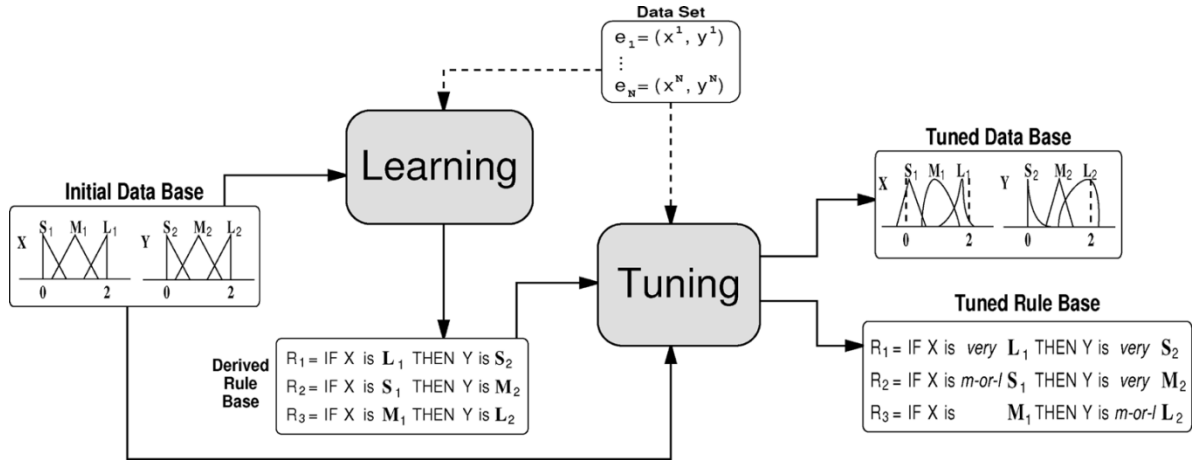 Data Set
e₁=(x¹, y¹)
⋮
e_N=(x^N, y^N)
Learning
Initial Data Base
X S₁ M₁ L₁ Y S₂ M₂ L₂
0 2 0 2
Tuning
Tuned Data Base
X S₁ M₁ L₁ Y S₂ M₂ L₂
0 2 0 2
Derived Rule Base
R₁= IF X is L₁ THEN Y is S₂
R₂= IF X is S₁ THEN Y is M₂
R₃= IF X is M₁ THEN Y is L₂
Tuned Rule Base
R₁= IF X is very L₁ THEN Y is very S₂
R₂= IF X is m-or-l S₁ THEN Y is very M₂
R₃= IF X is M₁ THEN Y is m-or-l L₂